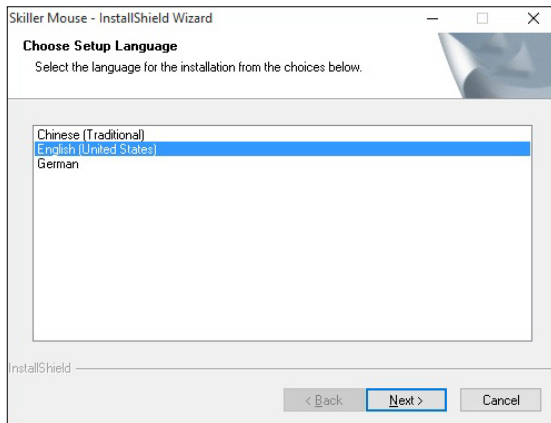 Skiller Mouse - InstallShield Wizard
Choose Setup Language
Select the language for the installation from the choices below.
Chinese (Traditional)
English (United States)
German
InstallShield
< Back
Next >
Cancel